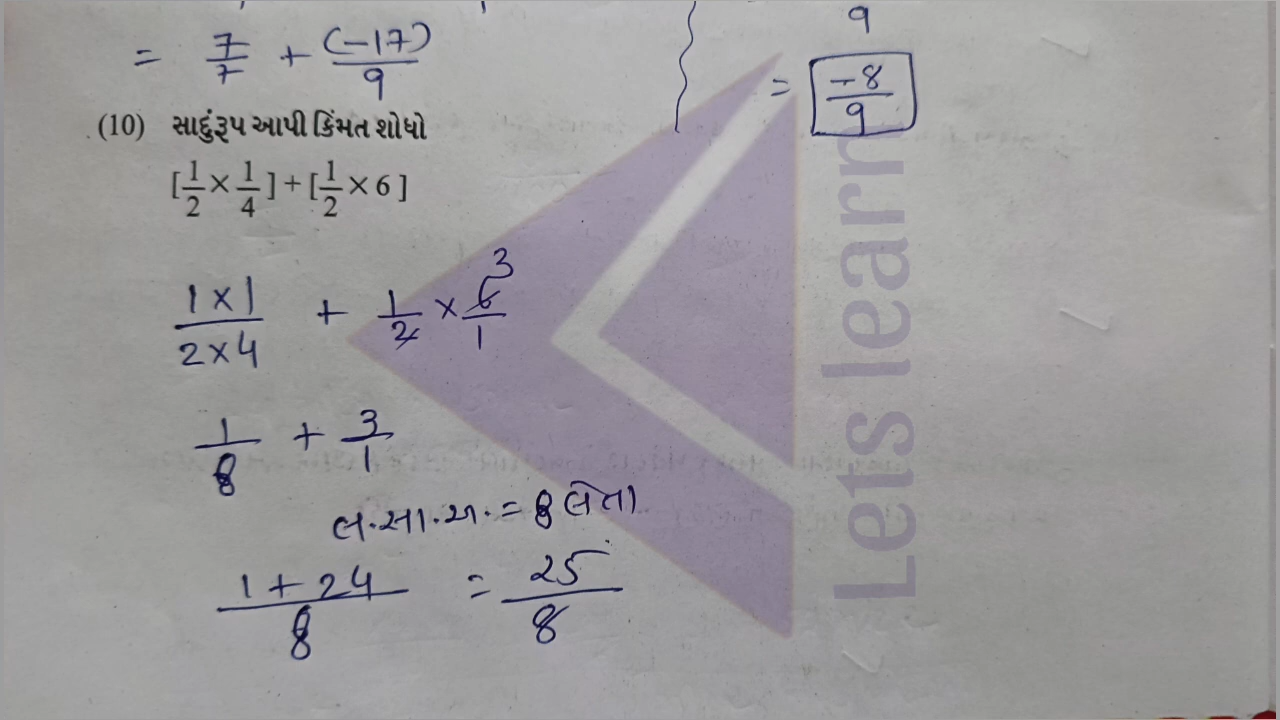 = 7/7 + (-17)/9
9
= -8/9
(10) સાદુંરૂપ આપી કિંમત શોધો
[1/2 × 1/4] + [1/2 × 6]
1×1/2×4 + 1/2 × 6/1 3
1/8 + 3/1
લ.સા.અ. = 8 લેતા
1+24/8 = 25/8
Lets learn